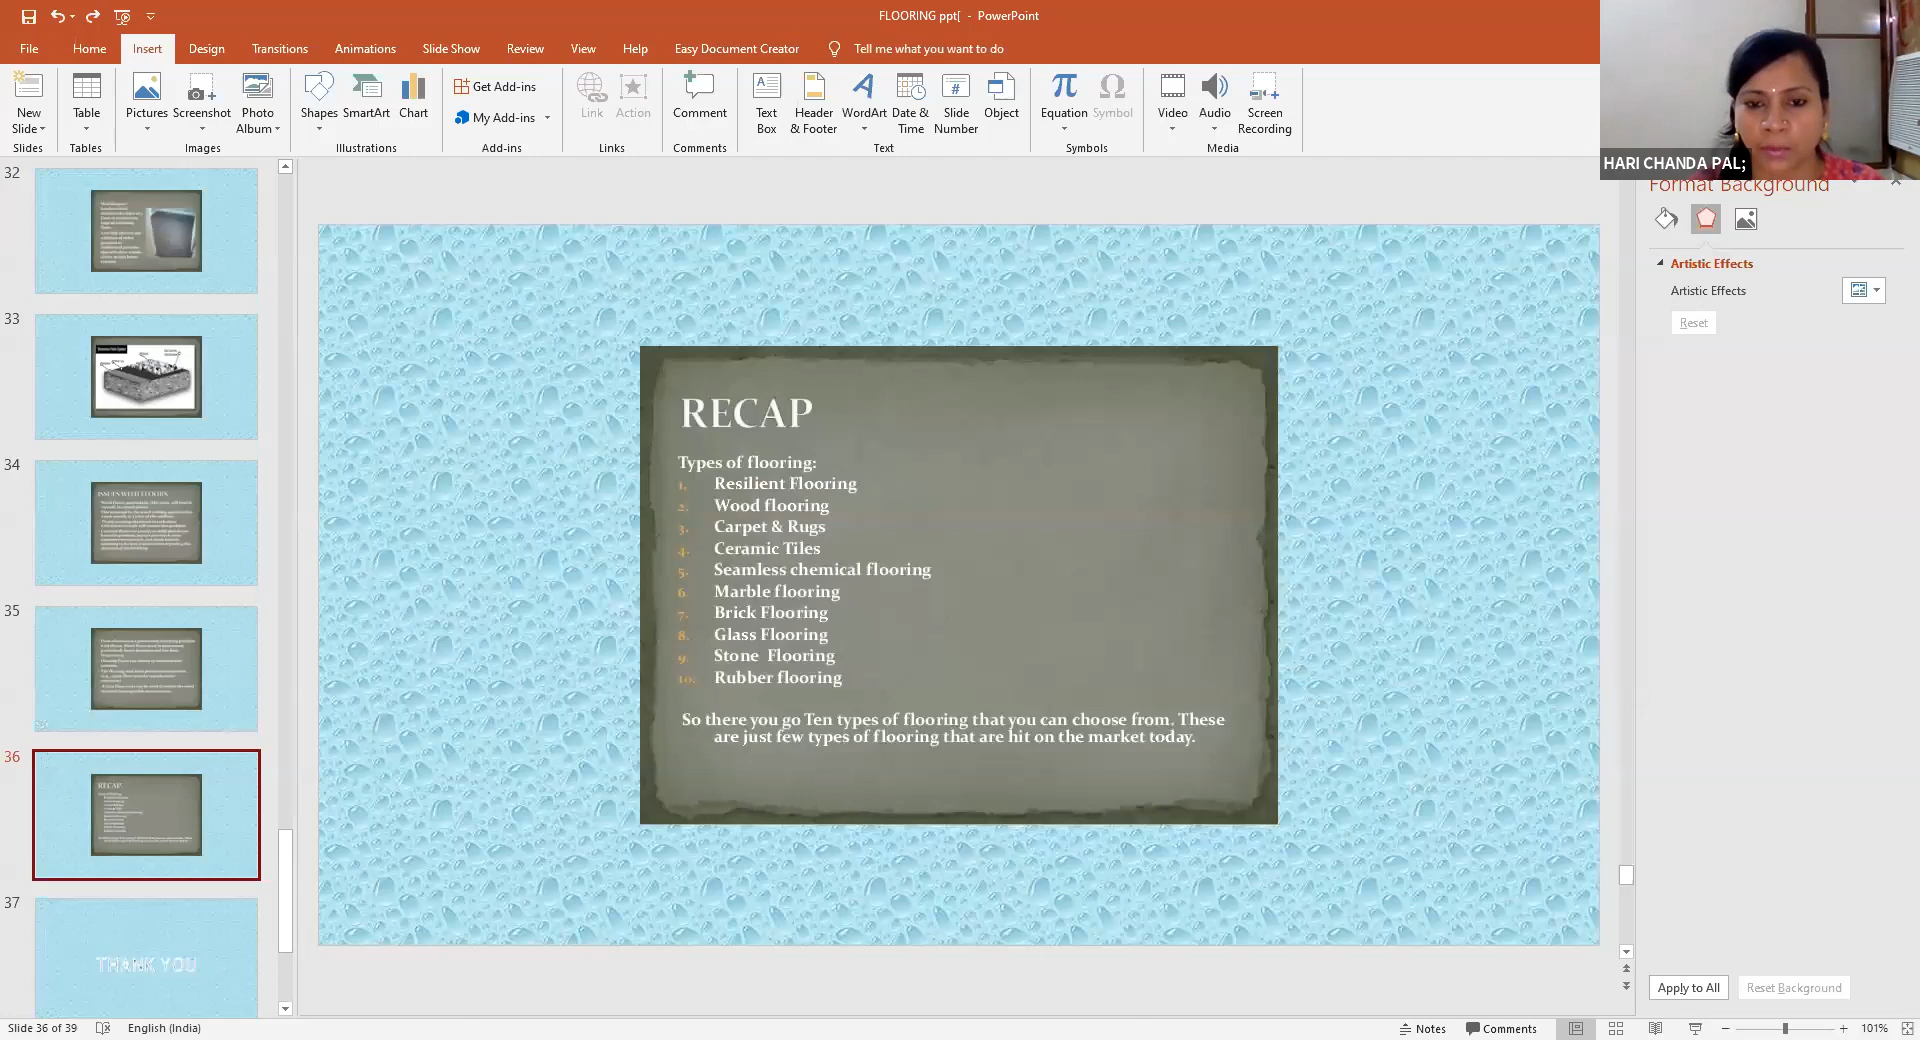 FLOORING ppt[ - PowerPoint
File Home Insert Design Transitions Animations Slide Show Review View Help Easy Document Creator Tell me what you want to do
New Slide
Table
Pictures
Screenshot
Photo Album
Shapes
SmartArt
Chart
Get Add-ins
My Add-ins
Link
Action
Comment
Text Box
Header & Footer
WordArt
Date & Time
Slide Number
Object
Equation
Symbol
Video
Audio
Screen Recording
Slides Tables Images Illustrations Add-ins Links Comments Text Symbols Media
HARI CHANDA PAL;
Format Background
Artistic Effects
Artistic Effects
Reset
32
33
34
ISSUES WITH FLOORS
35
36
RECAP
37
THANK YOU
RECAP
Types of flooring:
1. Resilient Flooring
2. Wood flooring
3. Carpet & Rugs
4. Ceramic Tiles
5. Seamless chemical flooring
6. Marble flooring
7. Brick Flooring
8. Glass Flooring
9. Stone Flooring
10. Rubber flooring
So there you go Ten types of flooring that you can choose from. These
are just few types of flooring that are hit on the market today.
Apply to All Reset Background
Slide 36 of 39 English (India) Notes Comments 101%